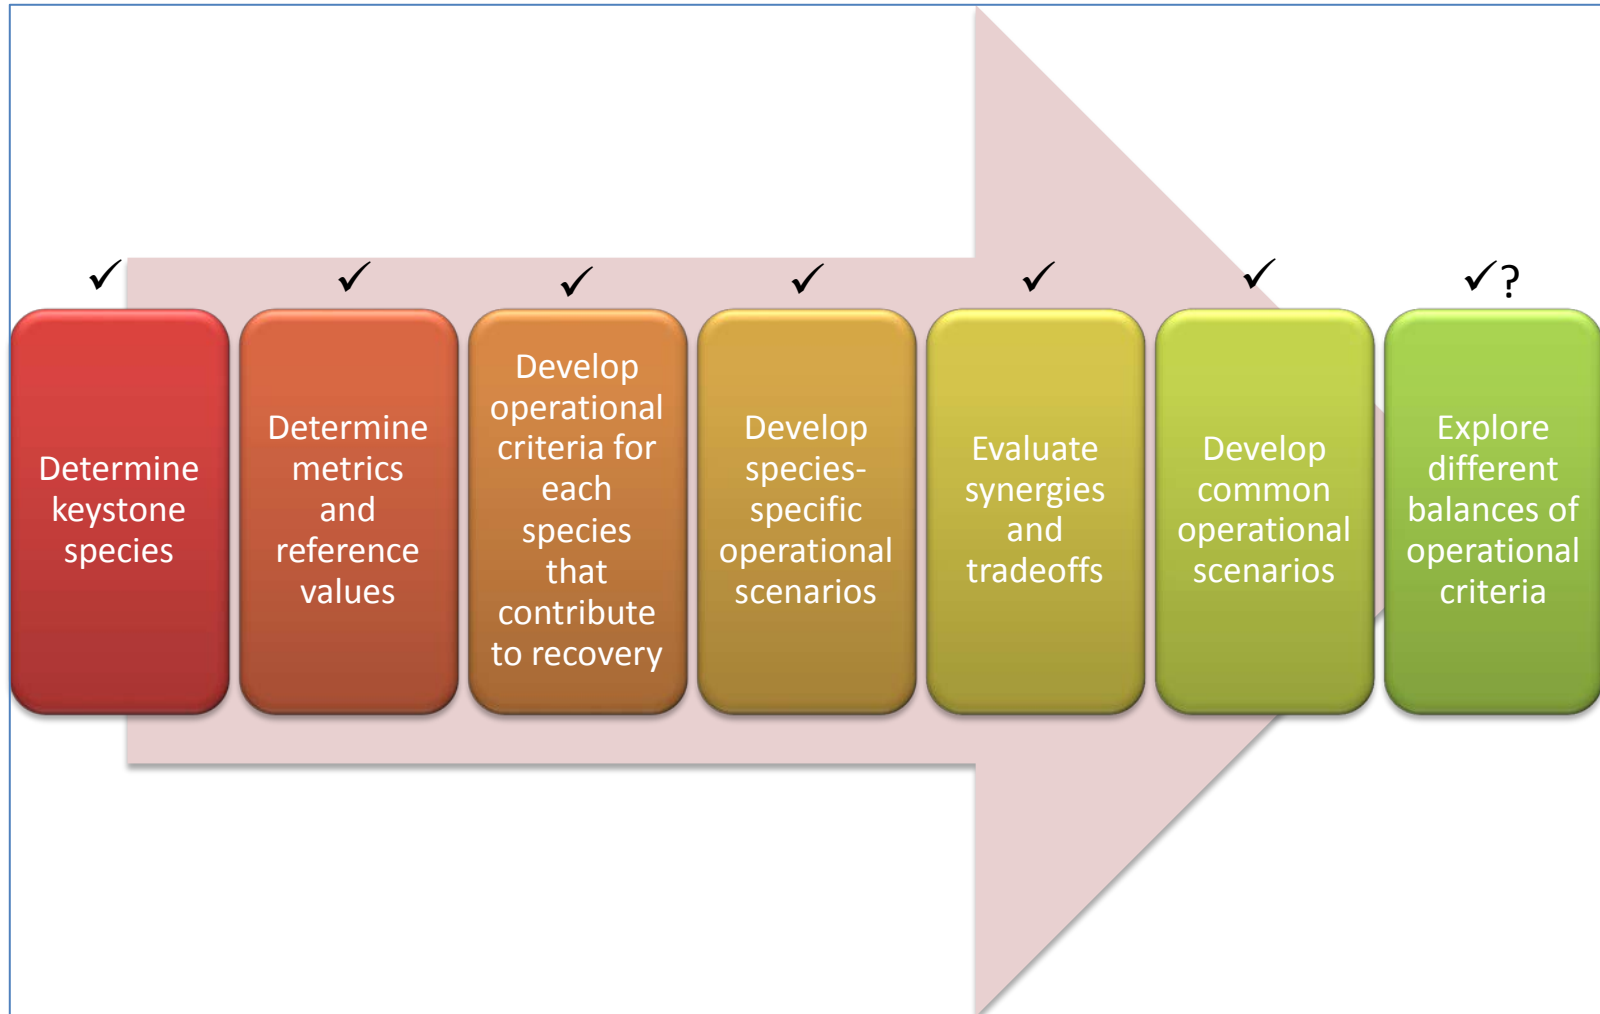 ✓
✓
✓
✓
✓
✓
✓?
Determine
keystone
species
Determine
metrics
and
reference
values
Develop
operational
criteria for
each
species
that
contribute
to recovery
Develop
species-
specific
operational
scenarios
Evaluate
synergies
and
tradeoffs
Develop
common
operational
scenarios
Explore
different
balances of
operational
criteria